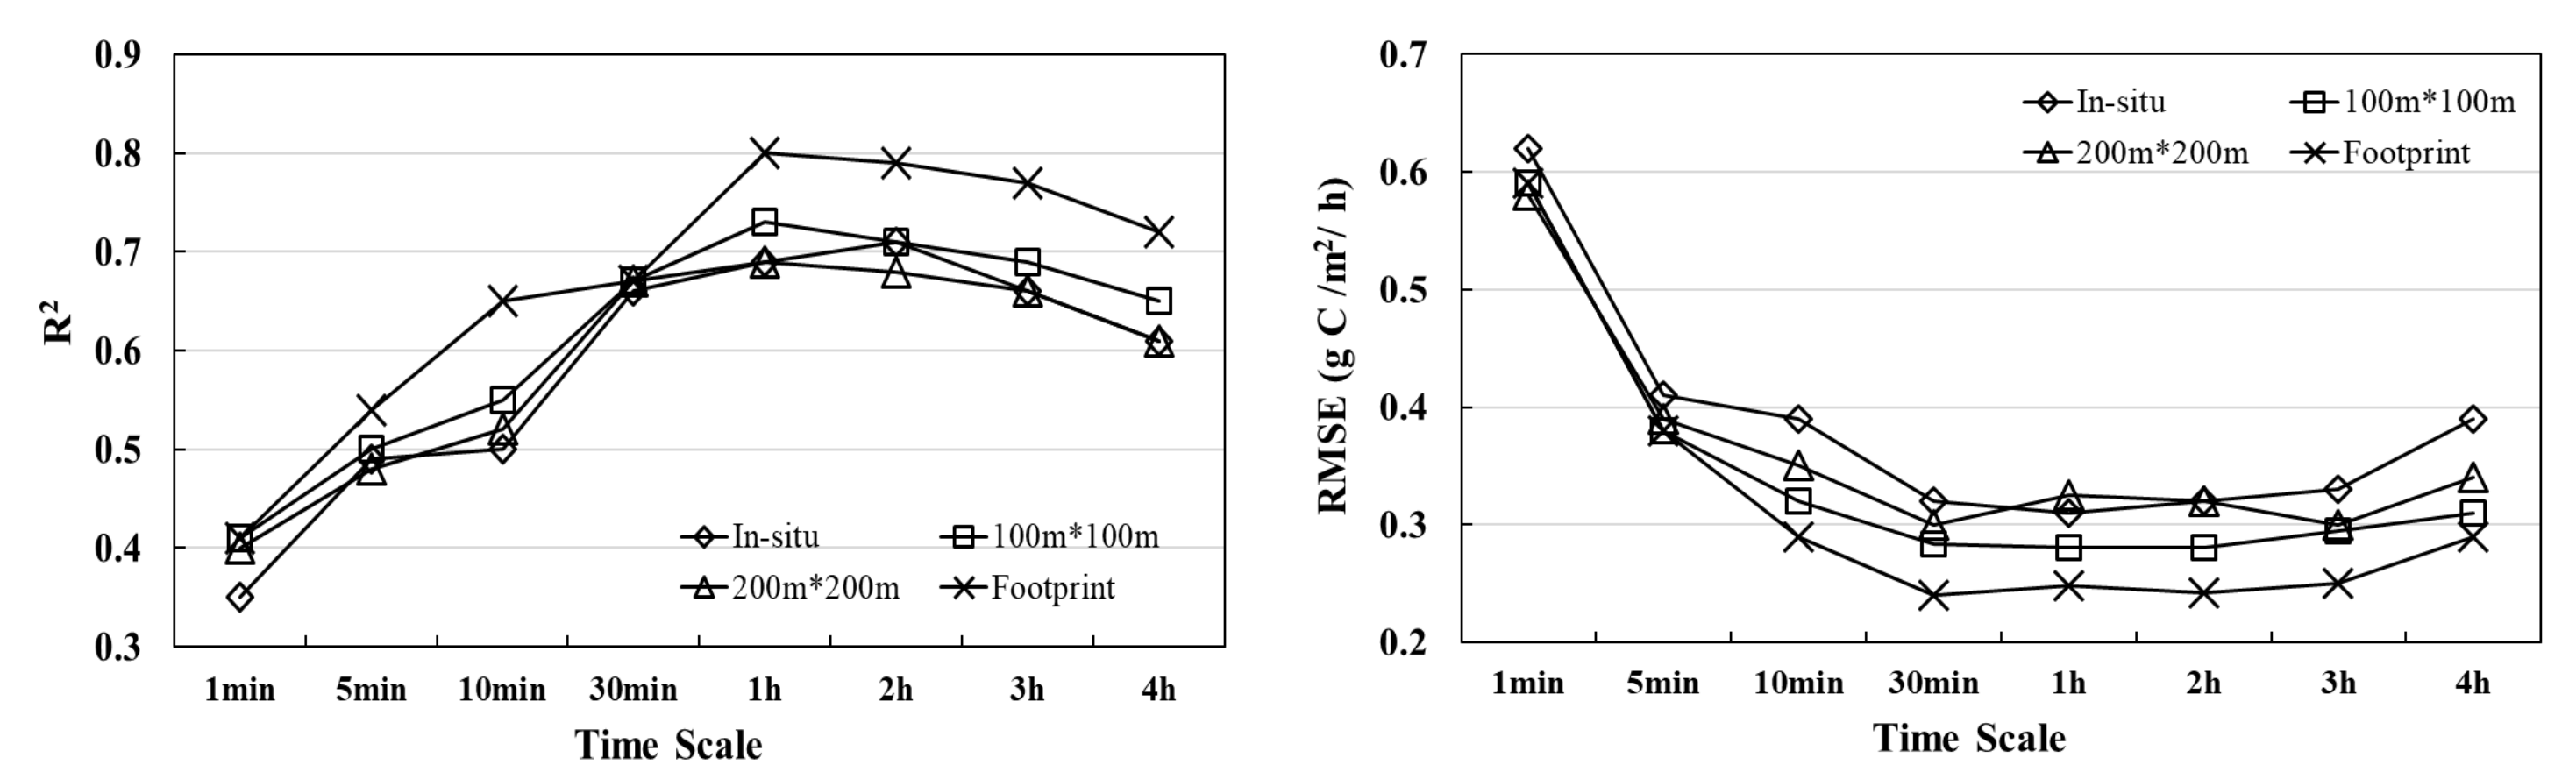 0.9
0.8
0.7
0.6
0.5
0.4
0.3
R²
In-situ
100m*100m
200m*200m
Footprint
1min 5min 10min 30min 1h 2h 3h 4h
Time Scale
0.7
0.6
0.5
0.4
0.3
0.2
RMSE (g C /m²/ h)
In-situ
100m*100m
200m*200m
Footprint
1min 5min 10min 30min 1h 2h 3h 4h
Time Scale